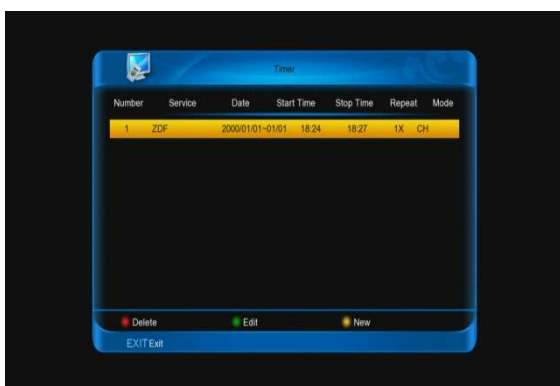 Timer
Number Service Date Start Time Stop Time Repeat Mode
1 ZDF 2000/01/01~01/01 18:24 18:27 1X CH
Delete Edit New
EXIT Exit